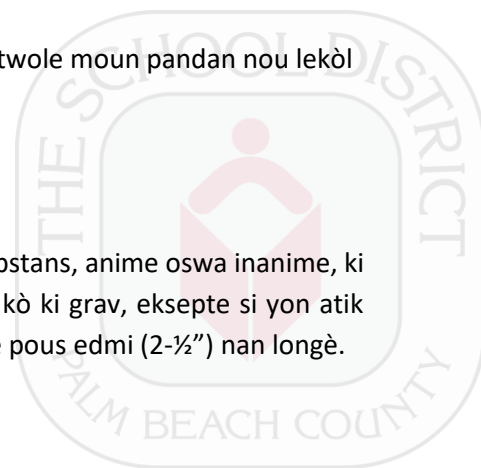 twole moun pandan nou lekòl
THE SCHOOL DISTRICT
bstans, anime oswa inanime, ki
kò ki grav, eksepte si yon atik
e pous edmi (2-½”) nan longè.
PALM BEACH COUNTY